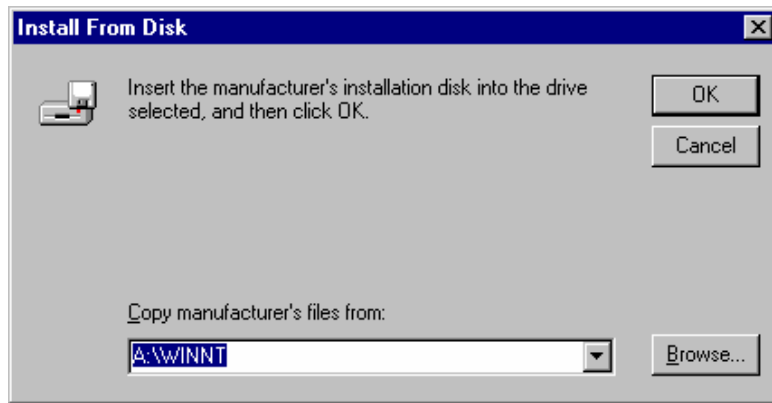 Install From Disk
Insert the manufacturer's installation disk into the drive
selected, and then click OK.
OK
Cancel
Copy manufacturer's files from:
A:\WINNT
Browse...